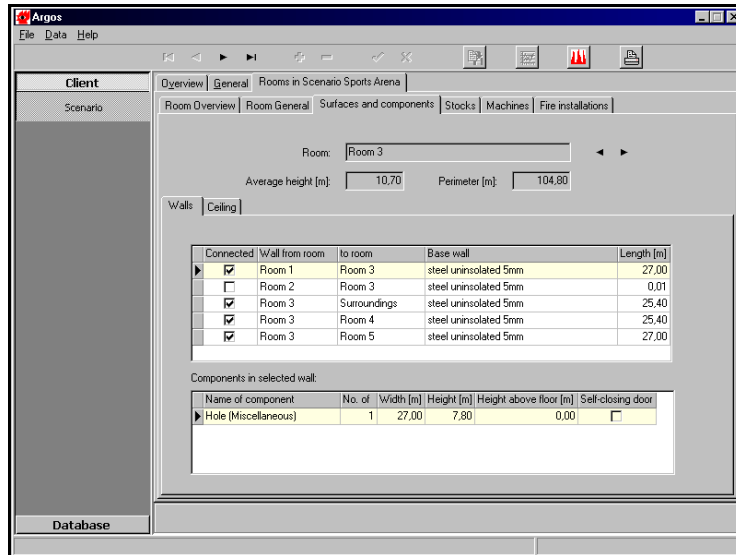 Argos
File Data Help
Client
Scenario
Database
Overview General Rooms in Scenario Sports Arena
Room Overview Room General Surfaces and components Stocks Machines Fire installations
Room: Room 3
Average height [m]: 10,70 Perimeter [m]: 104,80
Walls Ceiling
Connected Wall from room to room Base wall Length [m]
Room 1 Room 3 steel uninsolated 5mm 27,00
Room 2 Room 3 steel uninsolated 5mm 0,01
Room 3 Surroundings steel uninsolated 5mm 25,40
Room 3 Room 4 steel uninsolated 5mm 25,40
Room 3 Room 5 steel uninsolated 5mm 27,00
Components in selected wall:
Name of component No. of Width [m] Height [m] Height above floor [m] Self-closing door
Hole (Miscellaneous) 1 27,00 7,80 0,00